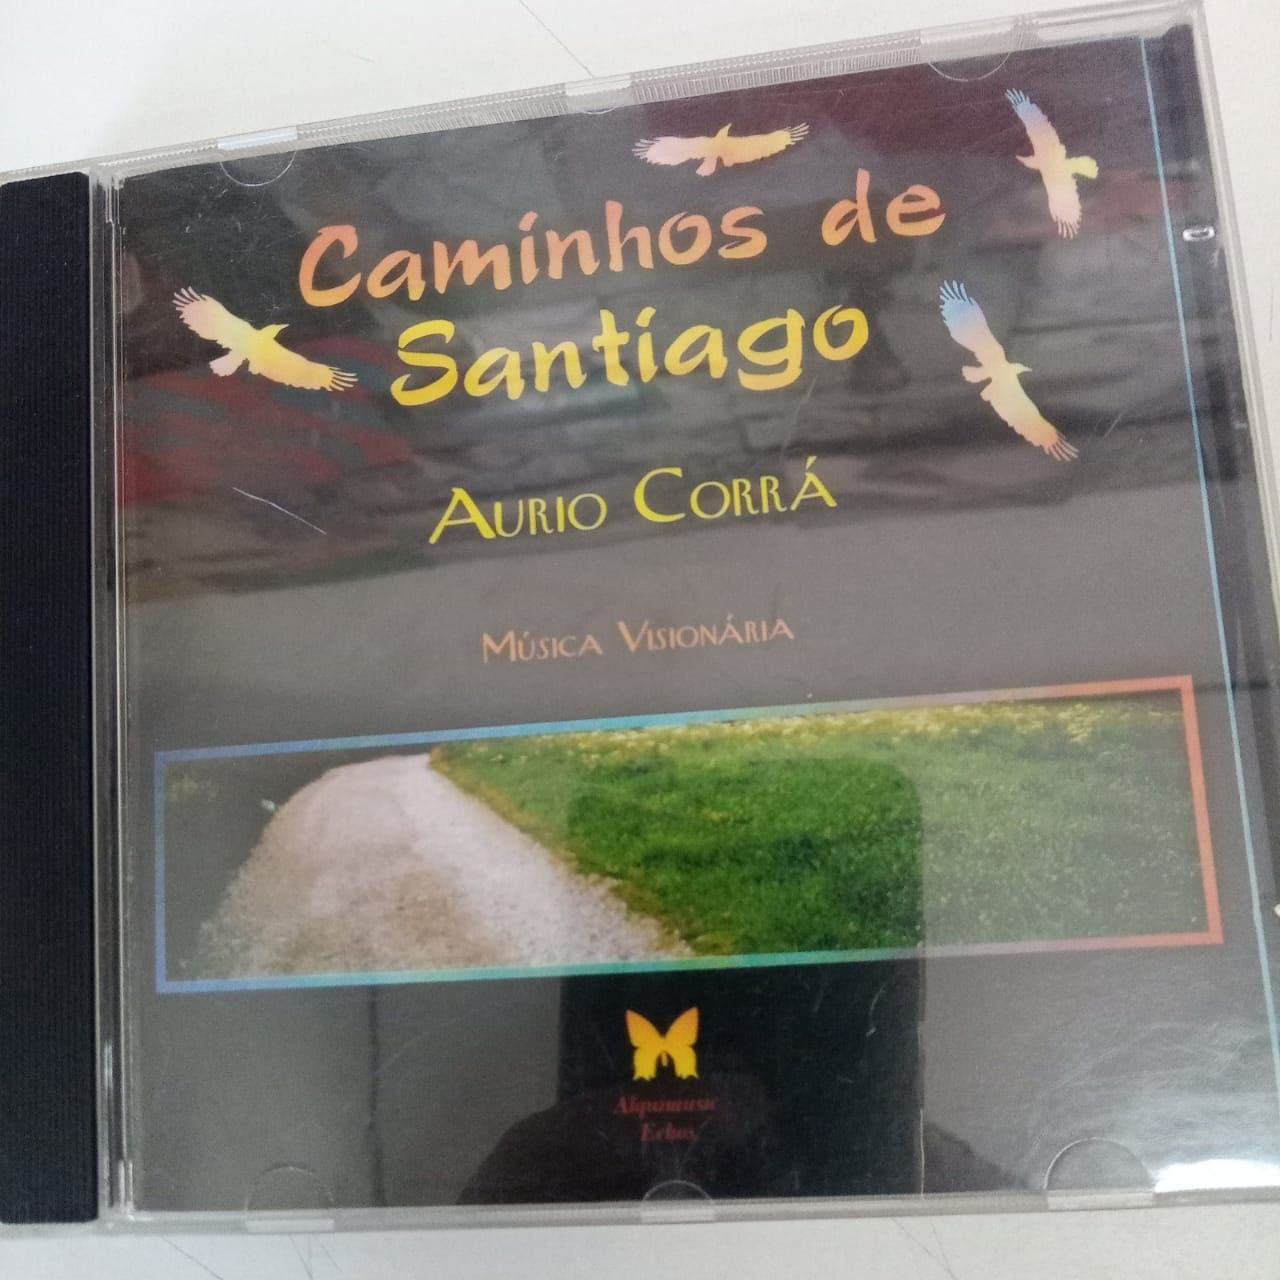 Caminhos de
Santiago
AURIO CORRÁ
MÚSICA VISIONÁRIA
Alquimusic
Echos